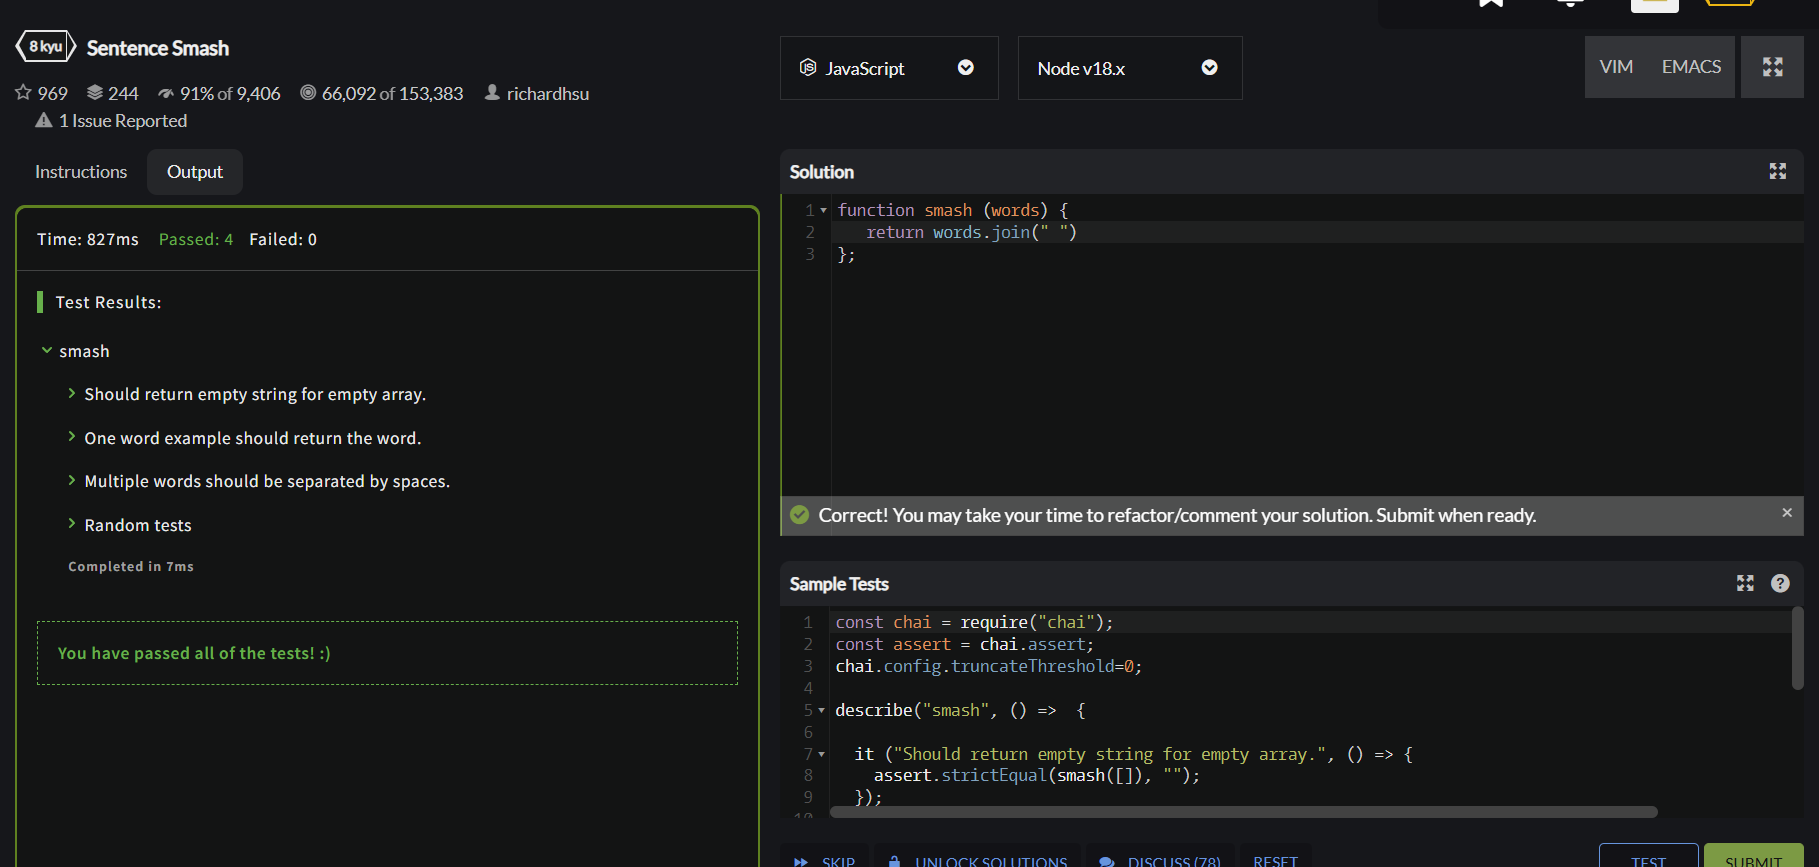 8 kyu Sentence Smash
969 244 91% of 9,406 66,092 of 153,383 richardhsu
1 Issue Reported
Instructions Output
Time: 827ms Passed: 4 Failed: 0
Test Results:
smash
Should return empty string for empty array.
One word example should return the word.
Multiple words should be separated by spaces.
Random tests
Completed in 7ms
You have passed all of the tests! :)
JavaScript Node v18.x VIM EMACS
Solution
1 function smash (words) {
2    return words.join(" ")
3 };
Correct! You may take your time to refactor/comment your solution. Submit when ready.
Sample Tests
1 const chai = require("chai");
2 const assert = chai.assert;
3 chai.config.truncateThreshold=0;
4
5 describe("smash", () =>  {
6
7   it ("Should return empty string for empty array.", () => {
8     assert.strictEqual(smash([]), "");
9   });
10
SKIP UNLOCK SOLUTIONS DISCUSS (78) RESET TEST SUBMIT